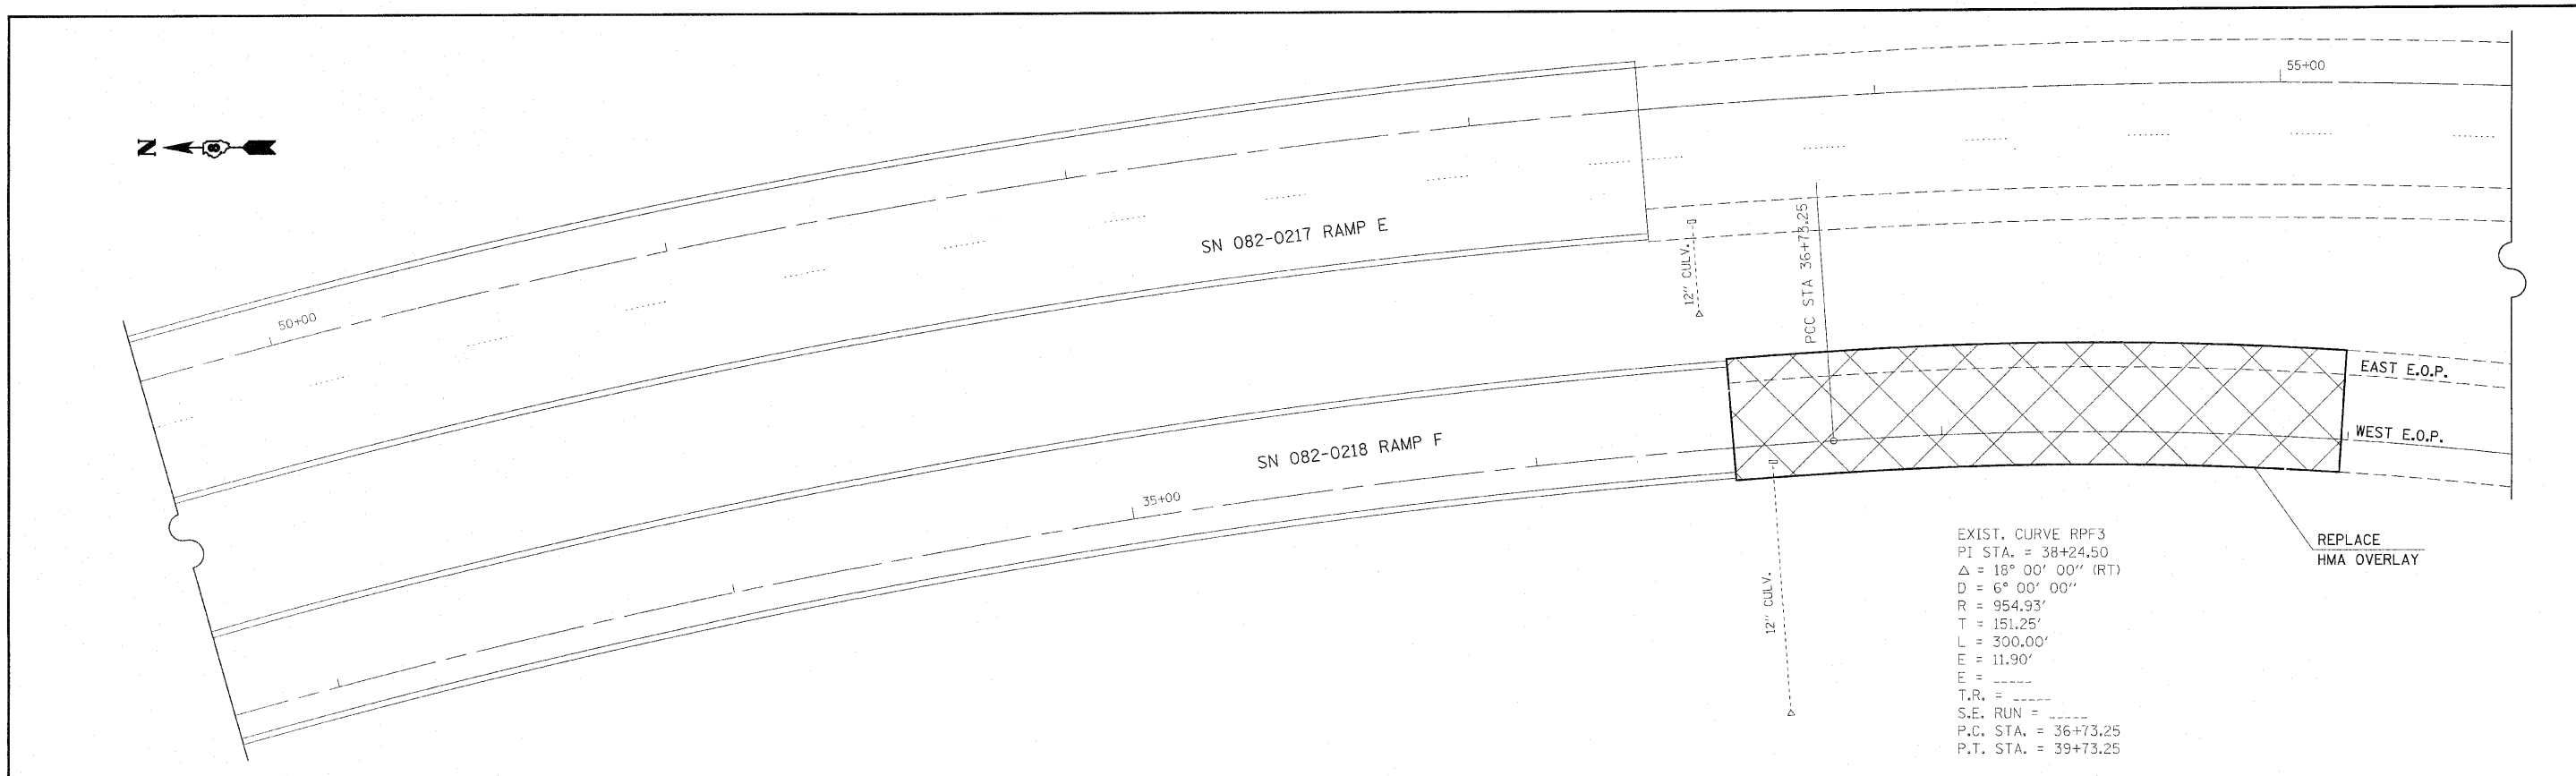 55+00
N
SN 082-0217 RAMP E
PCC STA 36+73.25
12" CULV.
50+00
EAST E.O.P.
WEST E.O.P.
SN 082-0218 RAMP F
35+00
12" CULV.
REPLACE
HMA OVERLAY
EXIST. CURVE RPF3
PI STA. = 38+24.50
Δ = 18° 00' 00" (RT)
D = 6° 00' 00"
R = 954.93'
T = 151.25'
L = 300.00'
E = 11.90'
E = _____
T.R. = _____
S.E. RUN = _____
P.C. STA. = 36+73.25
P.T. STA. = 39+73.25